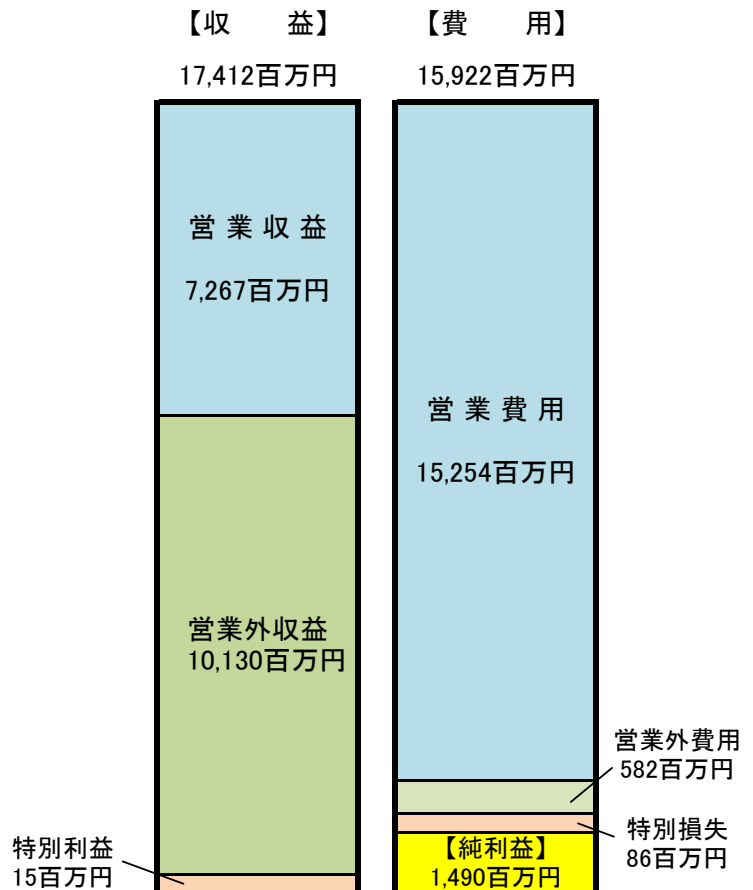 【収　　益】
17,412百万円
営 業 収 益
7,267百万円
営業外収益
10,130百万円
特別利益
15百万円
【費　　用】
15,922百万円
営 業 費 用
15,254百万円
営業外費用
582百万円
特別損失
86百万円
【純利益】
1,490百万円